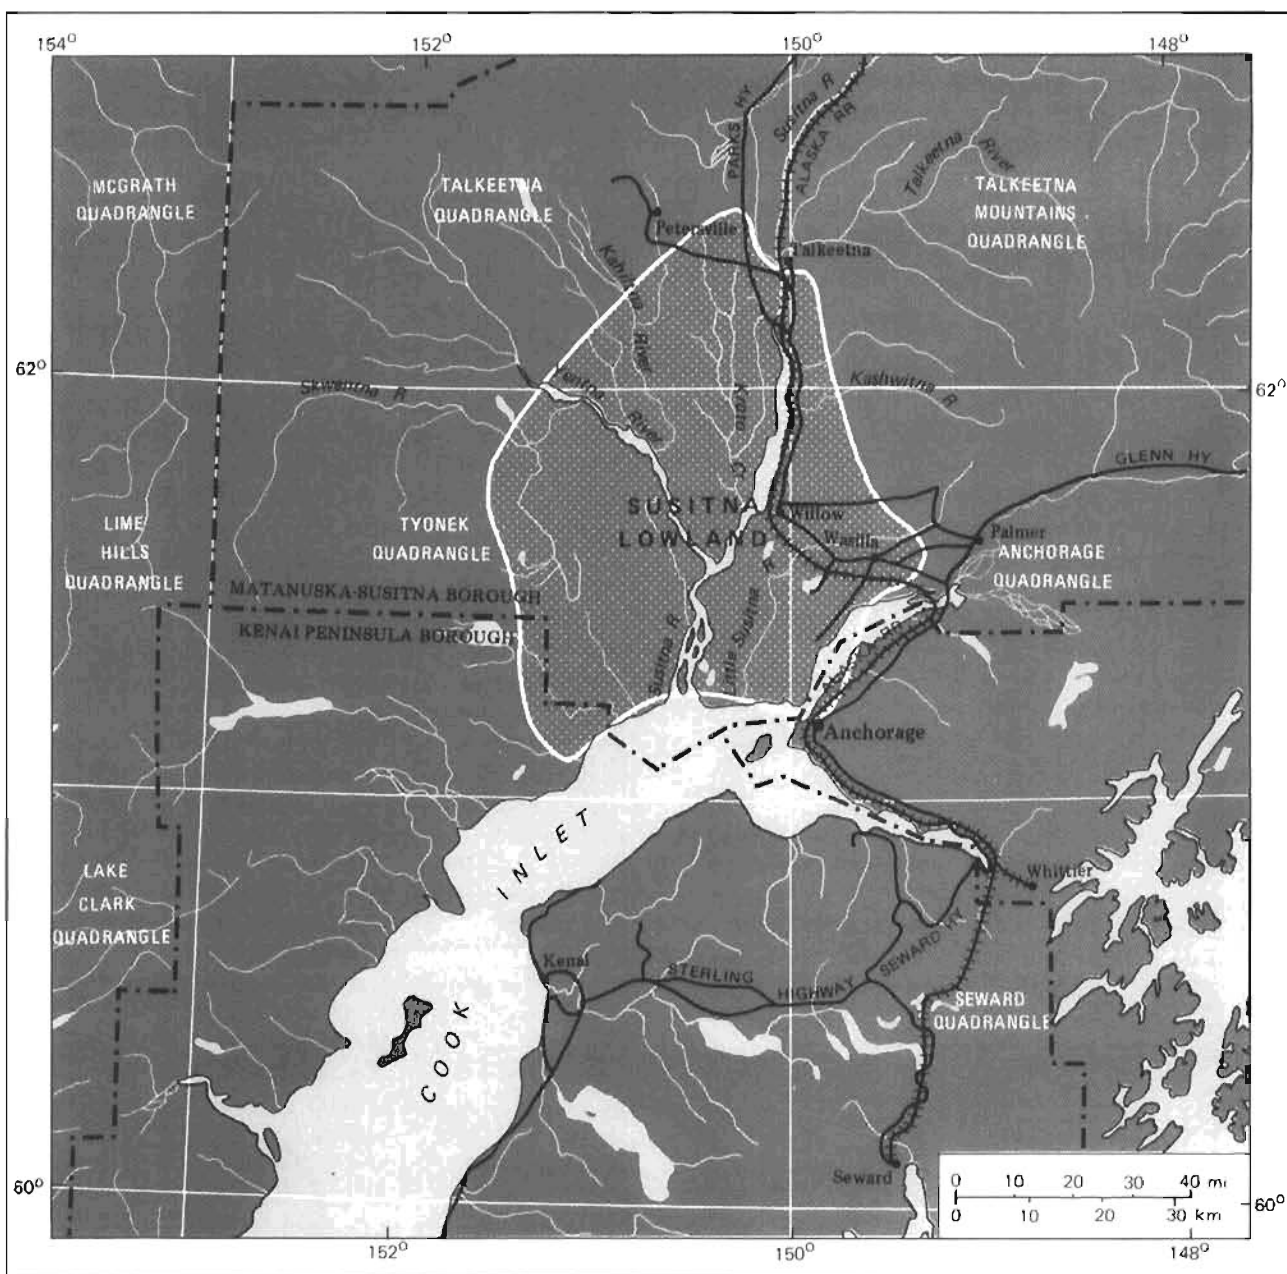 154° 152° 150° 148°
PARKS HY
Susitna R
ALASKA RR
Talkeetna River
MCGRATH
QUADRANGLE
TALKEETNA
QUADRANGLE
TALKEETNA
MOUNTAINS
QUADRANGLE
Petersville
Talkeetna
Kahiltna River
62°
62°
Skwentna R
Yentna River
Kroto C
Kashwitna R
GLENN HY
SUSITNA
LOWLAND
Willow
Wasilla
Palmer
LIME
HILLS
QUADRANGLE
TYONEK
QUADRANGLE
ANCHORAGE
QUADRANGLE
MATANUSKA-SUSITNA BOROUGH
KENAI PENINSULA BOROUGH
Susitna R
Little Susitna R
RR
Anchorage
COOK INLET
Whittier
LAKE
CLARK
QUADRANGLE
Kenai
STERLING HIGHWAY
SEWARD HY
SEWARD
QUADRANGLE
Seward
60°
60°
0 10 20 30 40 mi
0 10 20 30 km
152° 150° 148°